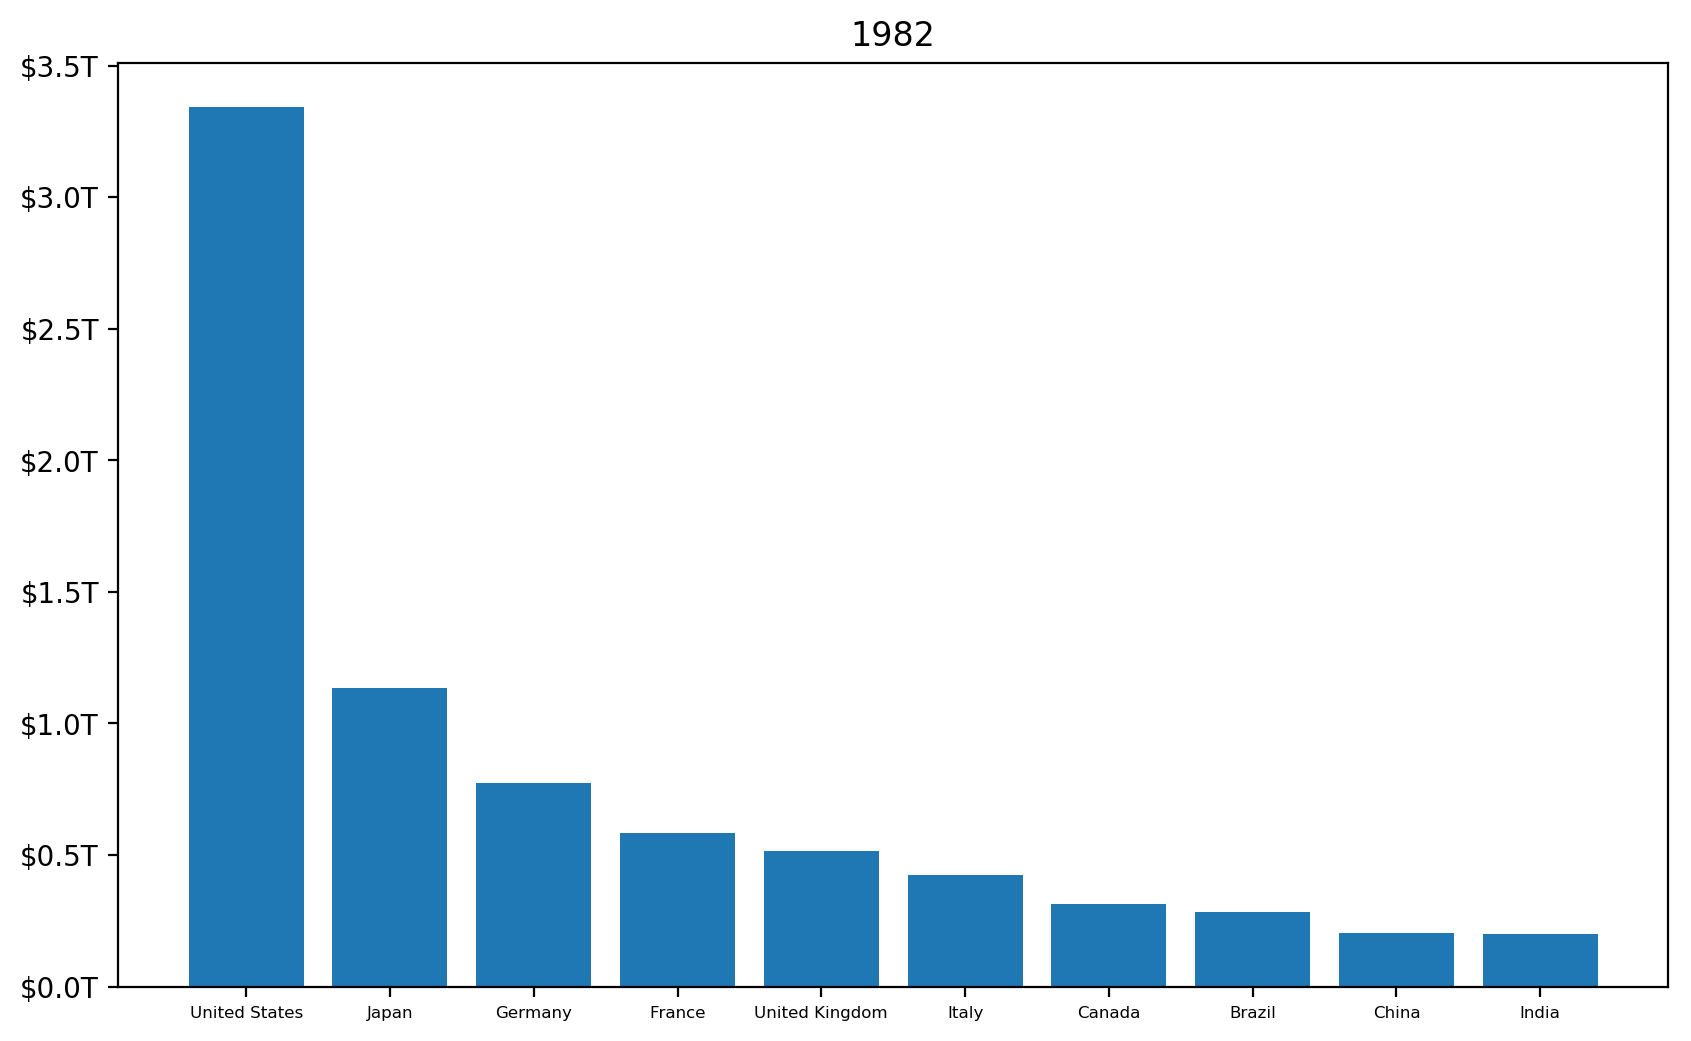 1982
$3.5T
$3.0T
$2.5T
$2.0T
$1.5T
$1.0T
$0.5T
$0.0T
United States Japan Germany France United Kingdom Italy Canada Brazil China India